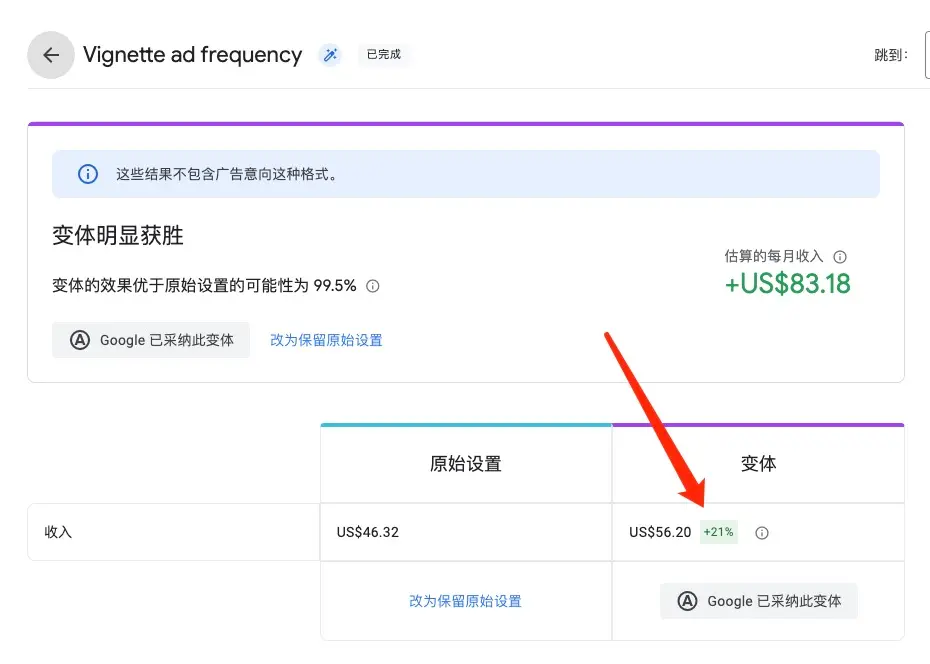 Vignette ad frequency 已完成 跳到：
这些结果不包含广告意向这种格式。
变体明显获胜
估算的每月收入
变体的效果优于原始设置的可能性为 99.5%
+US$83.18
Google 已采纳此变体 改为保留原始设置
原始设置 变体
收入 US$46.32 US$56.20 +21%
改为保留原始设置 Google 已采纳此变体